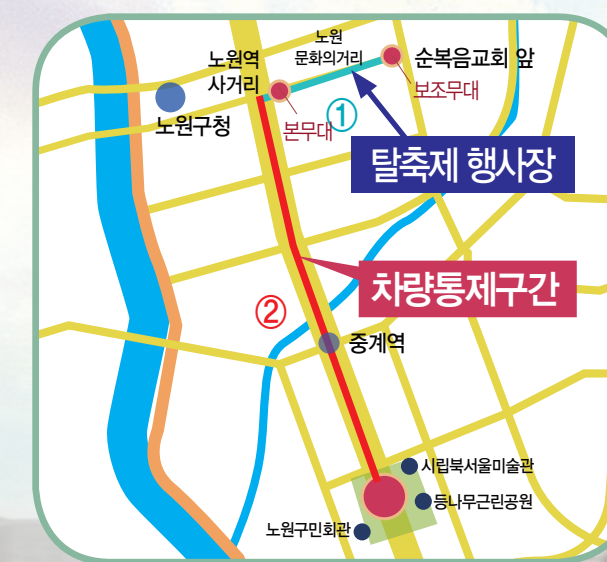 노원
문화의거리
노원역
사거리
순복음교회 앞
보조무대
노원구청
본무대
①
탈축제 행사장
차량통제구간
②
중계역
시립북서울미술관
등나무근린공원
노원구민회관